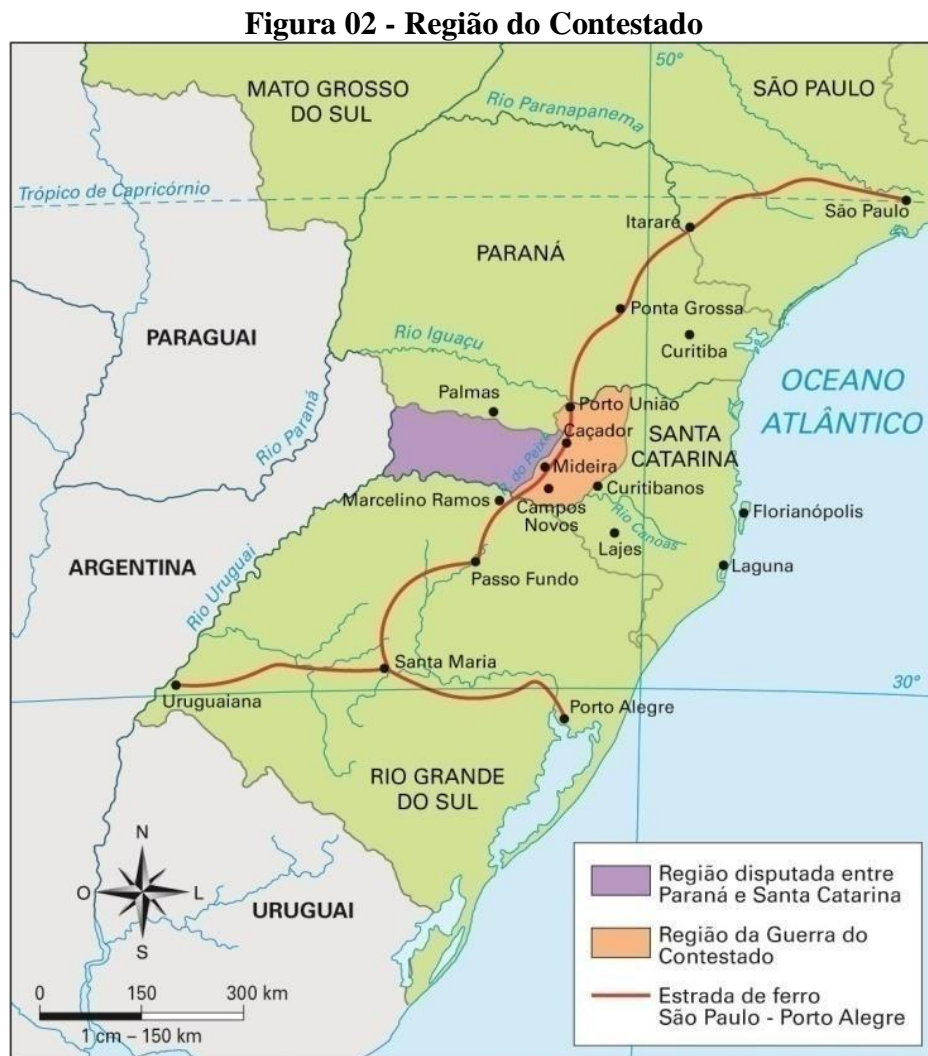 Figura 02 - Região do Contestado
MATO GROSSO
DO SUL
50°
SÃO PAULO
Rio Paranapanema
Trópico de Capricórnio
São Paulo
Itararé
PARANÁ
Ponta Grossa
PARAGUAI
Rio Iguaçu
Curitiba
Rio Paraná
Palmas
OCEANO
ATLÂNTICO
Porto União
Caçador
SANTA
CATARINA
R. do Peixe
Mideira
Marcelino Ramos
Curitibanos
Campos
Novos
Rio Canoas
Florianópolis
Lajes
ARGENTINA
Rio Uruguai
Passo Fundo
Laguna
Santa Maria
Uruguaiana
30°
Porto Alegre
RIO GRANDE
DO SUL
N
O
L
S
URUGUAI
Região disputada entre
Paraná e Santa Catarina
Região da Guerra do
Contestado
Estrada de ferro
São Paulo - Porto Alegre
0 150 300 km
1 cm – 150 km